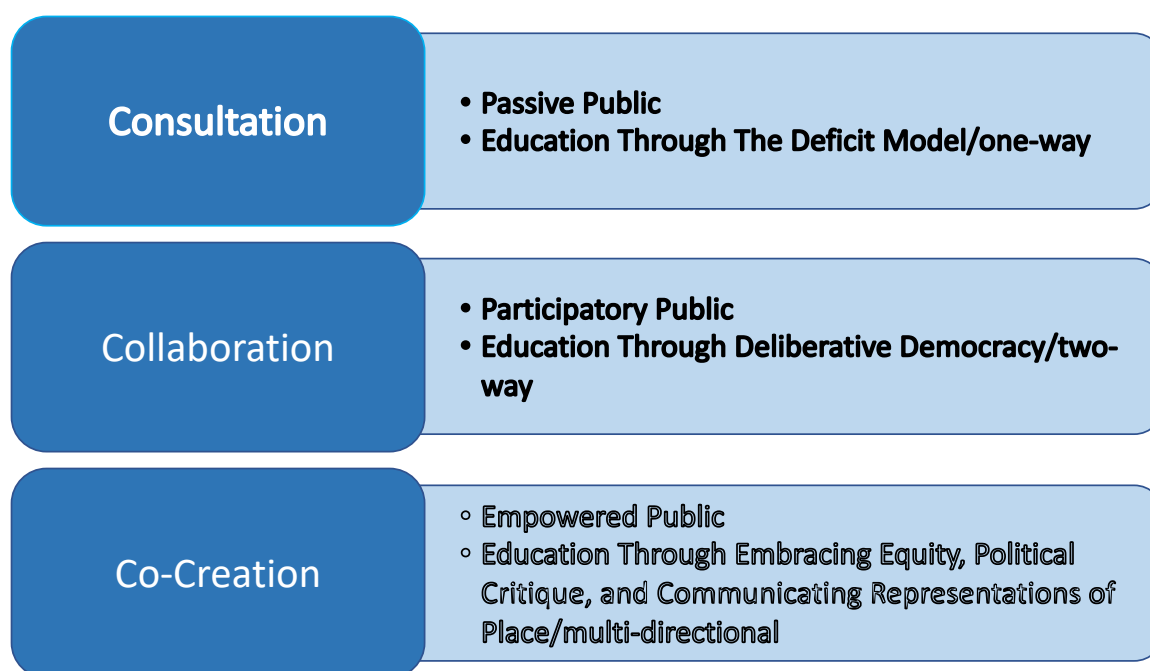 Consultation
• Passive Public
• Education Through The Deficit Model/one-way
Collaboration
• Participatory Public
• Education Through Deliberative Democracy/two-
way
Co-Creation
◦ Empowered Public
◦ Education Through Embracing Equity, Political
Critique, and Communicating Representations of
Place/multi-directional